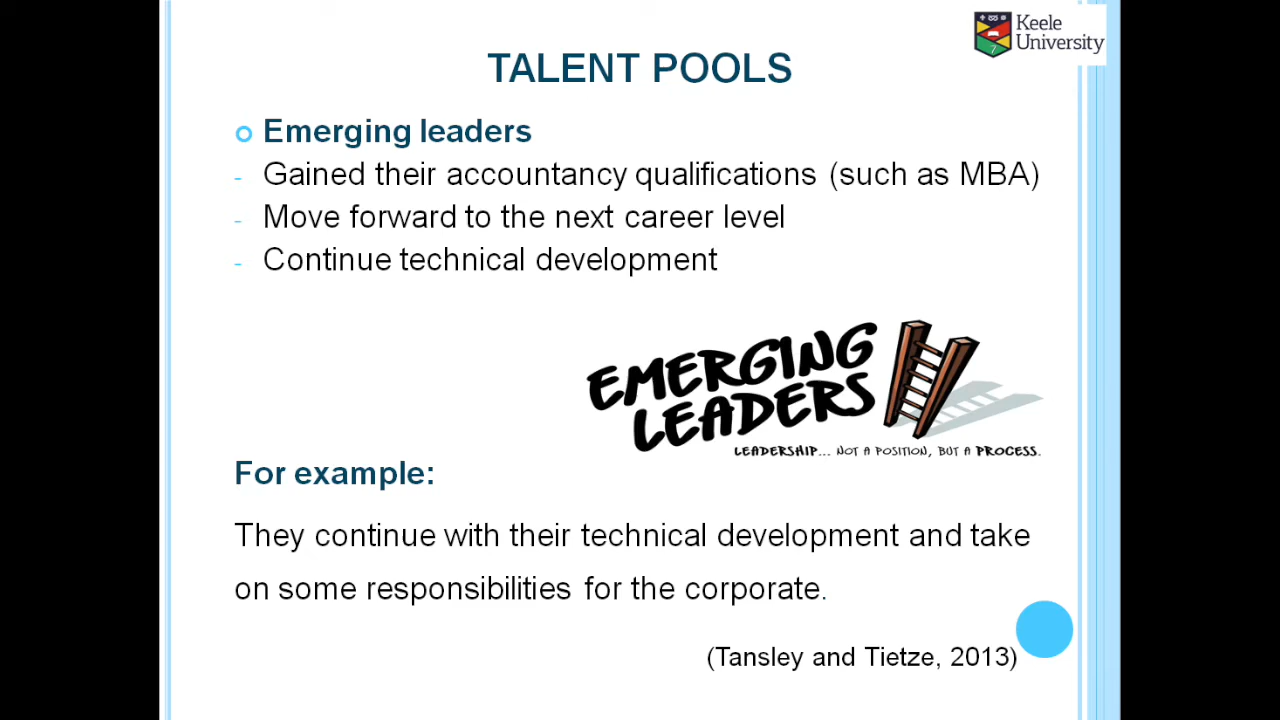 Keele
University
TALENT POOLS
Emerging leaders
- Gained their accountancy qualifications (such as MBA)
- Move forward to the next career level
- Continue technical development
EMERGING
LEADERS
LEADERSHIP... NOT A POSITION, BUT A PROCESS.
For example:
They continue with their technical development and take
on some responsibilities for the corporate.
(Tansley and Tietze, 2013)